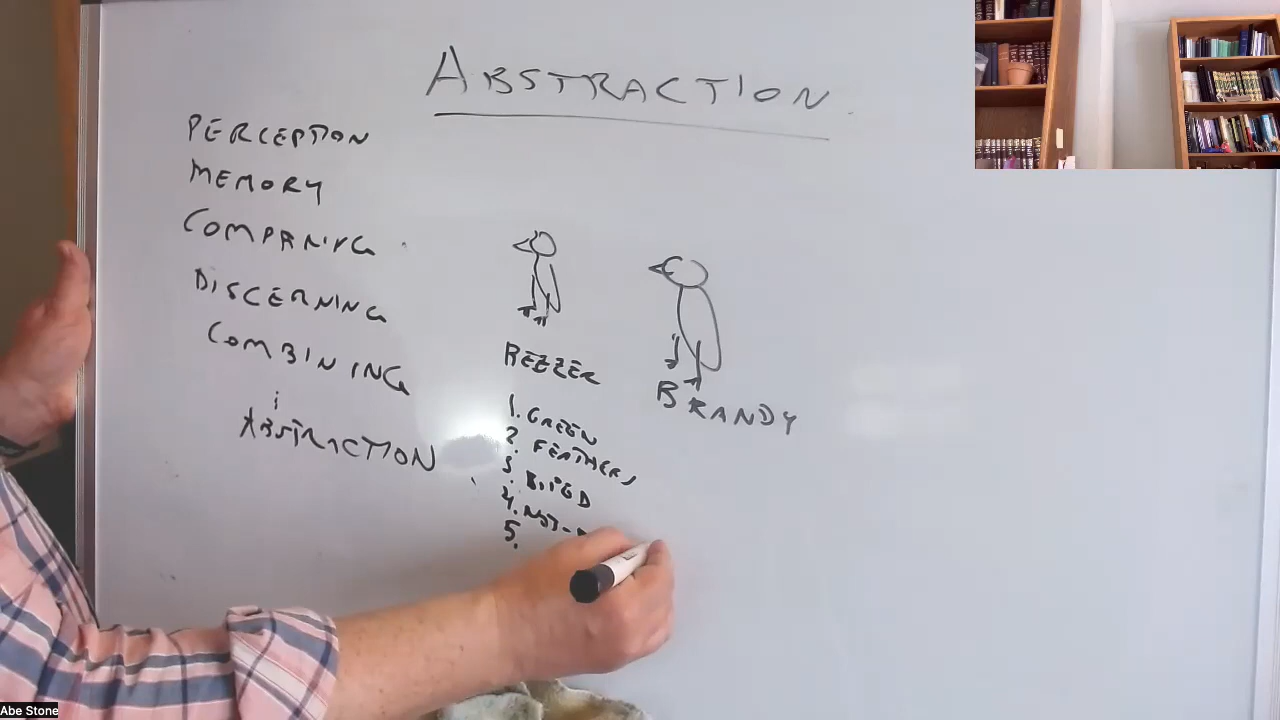 ABSTRACTION
PERCEPTION
MEMORY
COMPARING
DISCERNING
COMBINING
ABSTRACTION
REZZER
1. GREEN
2. FEATHERS
3. BIPED
4. NOT-
5.
BRANDY
Abe Stone